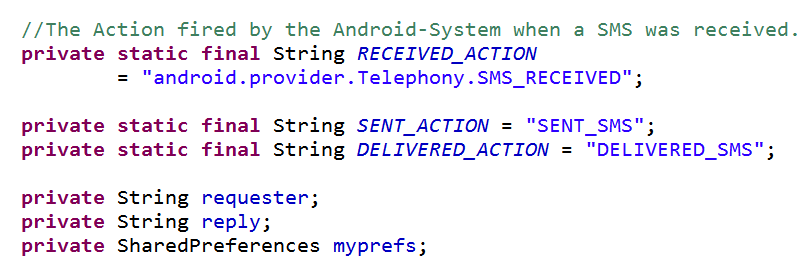 //The Action fired by the Android-System when a SMS was received.
private static final String RECEIVED_ACTION
= "android.provider.Telephony.SMS_RECEIVED";
private static final String SENT_ACTION = "SENT_SMS";
private static final String DELIVERED_ACTION = "DELIVERED_SMS";
private String requester;
private String reply;
private SharedPreferences myprefs;